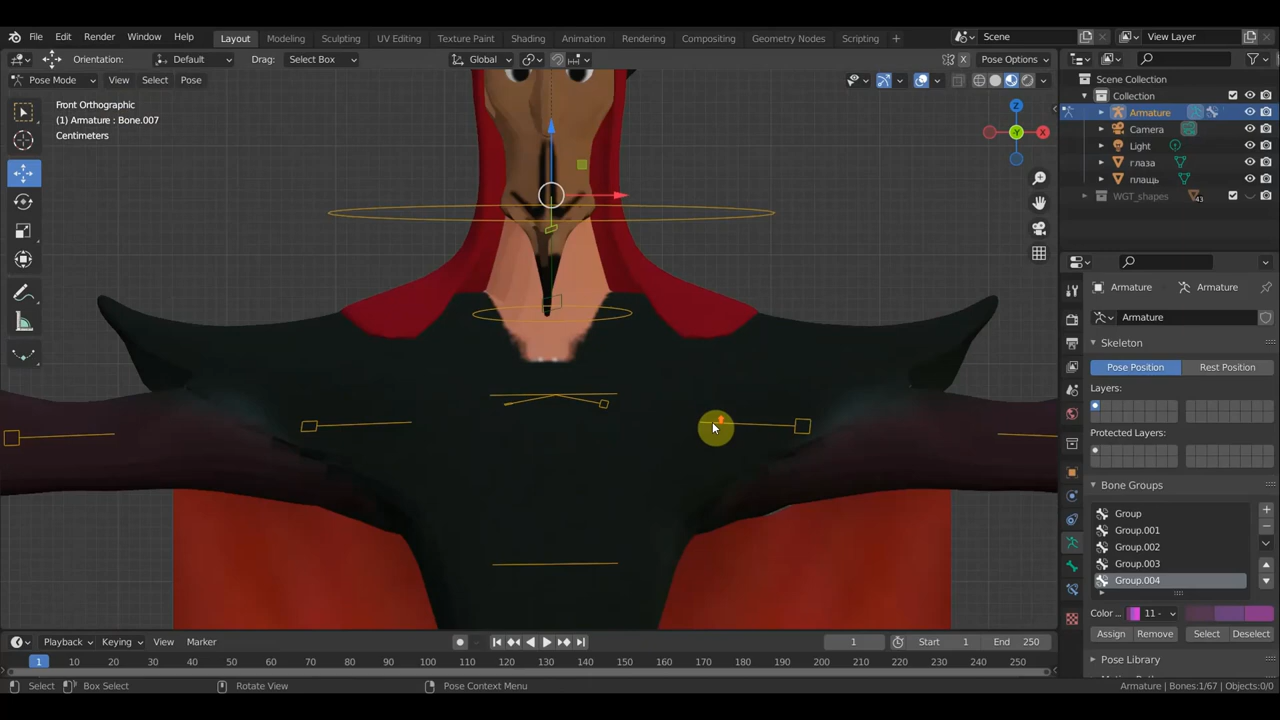 File Edit Render Window Help Layout Modeling Sculpting UV Editing Texture Paint Shading Animation Rendering Compositing Geometry Nodes Scripting + Scene View Layer
Orientation: Default Drag: Select Box Global Pose Options
Pose Mode View Select Pose
Front Orthographic
(1) Armature : Bone.007
Centimeters
Z
X
-Y
Scene Collection
Collection
Armature
Camera
Light
глаза
плащь
WGT_shapes 43
Armature Armature
Armature
Skeleton
Pose Position Rest Position
Layers:
Protected Layers:
Bone Groups
Group
Group.001
Group.002
Group.003
Group.004
Color ... 11 -
Assign Remove Select Deselect
Pose Library
Playback Keying View Marker 1 Start 1 End 250
1 10 20 30 40 50 60 70 80 90 100 110 120 130 140 150 160 170 180 190 200 210 220 230 240 250
Select Box Select Rotate View Pose Context Menu Armature | Bones:1/67 | Objects:0/0